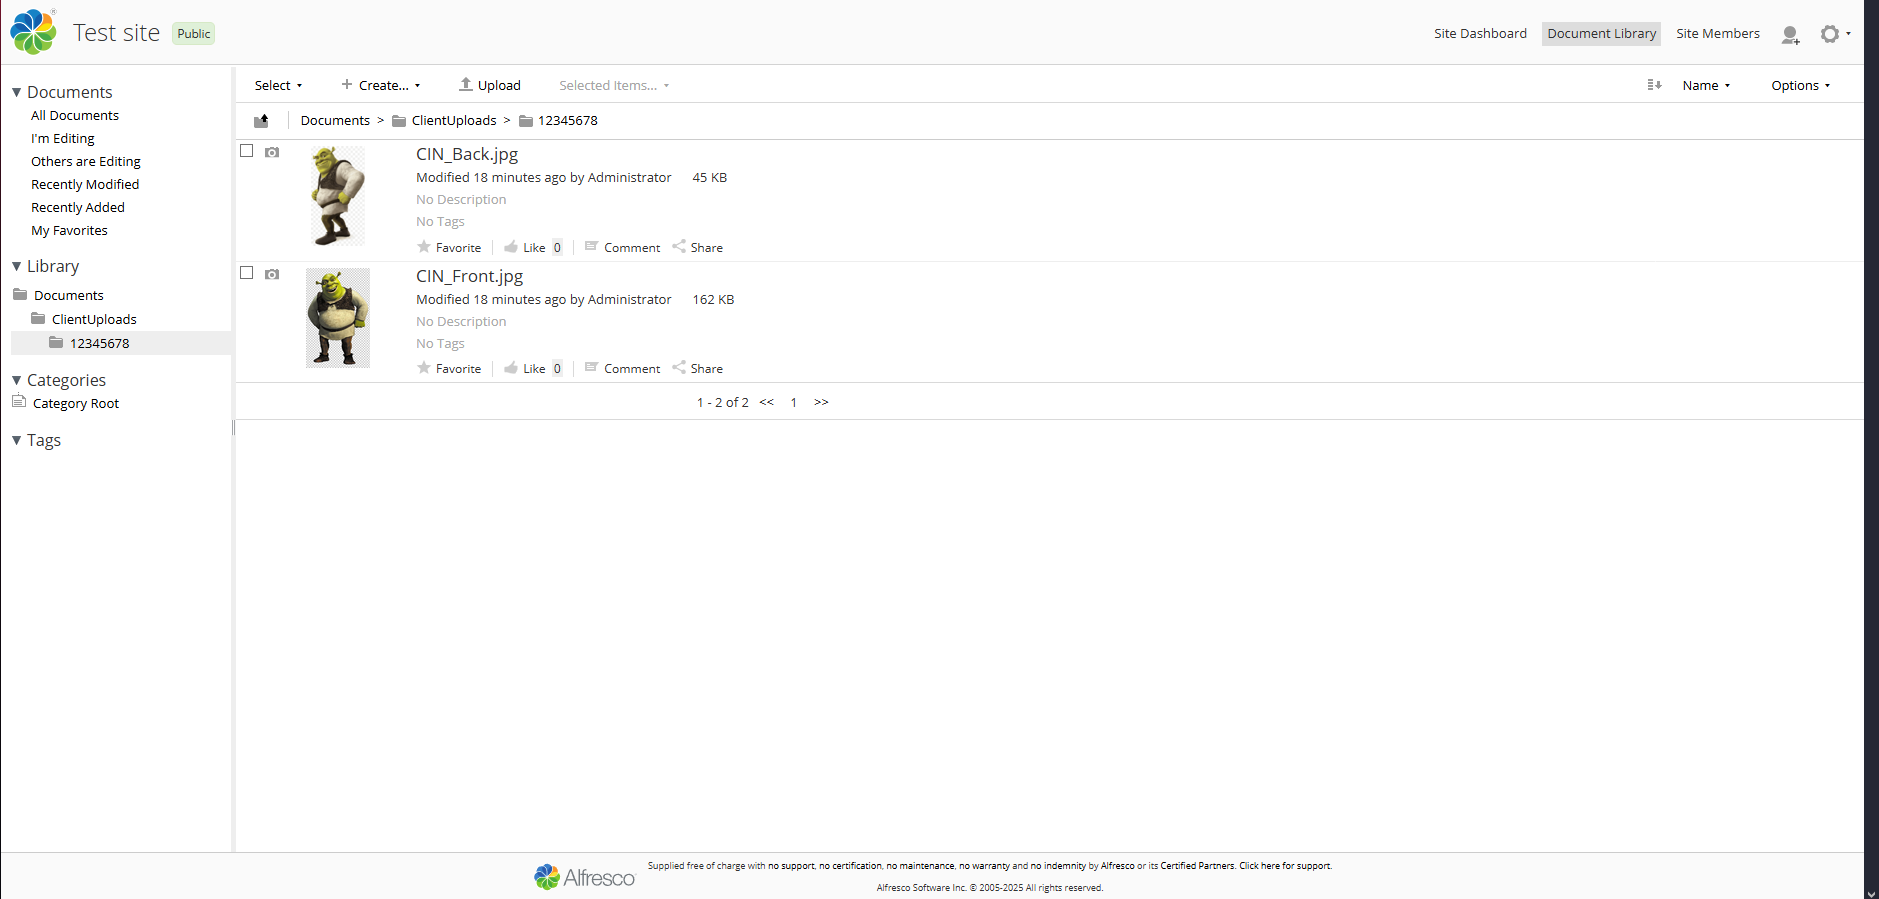 Test site Public
Site Dashboard Document Library Site Members
Documents
All Documents
I'm Editing
Others are Editing
Recently Modified
Recently Added
My Favorites
Library
Documents
ClientUploads
12345678
Categories
Category Root
Tags
Select Create... Upload Selected Items... Name Options
Documents > ClientUploads > 12345678
CIN_Back.jpg
Modified 18 minutes ago by Administrator 45 KB
No Description
No Tags
Favorite Like 0 Comment Share
CIN_Front.jpg
Modified 18 minutes ago by Administrator 162 KB
No Description
No Tags
Favorite Like 0 Comment Share
1 - 2 of 2 << 1 >>
Alfresco
Supplied free of charge with no support, no certification, no maintenance, no warranty and no indemnity by Alfresco or its Certified Partners. Click here for support.
Alfresco Software Inc. © 2005-2025 All rights reserved.